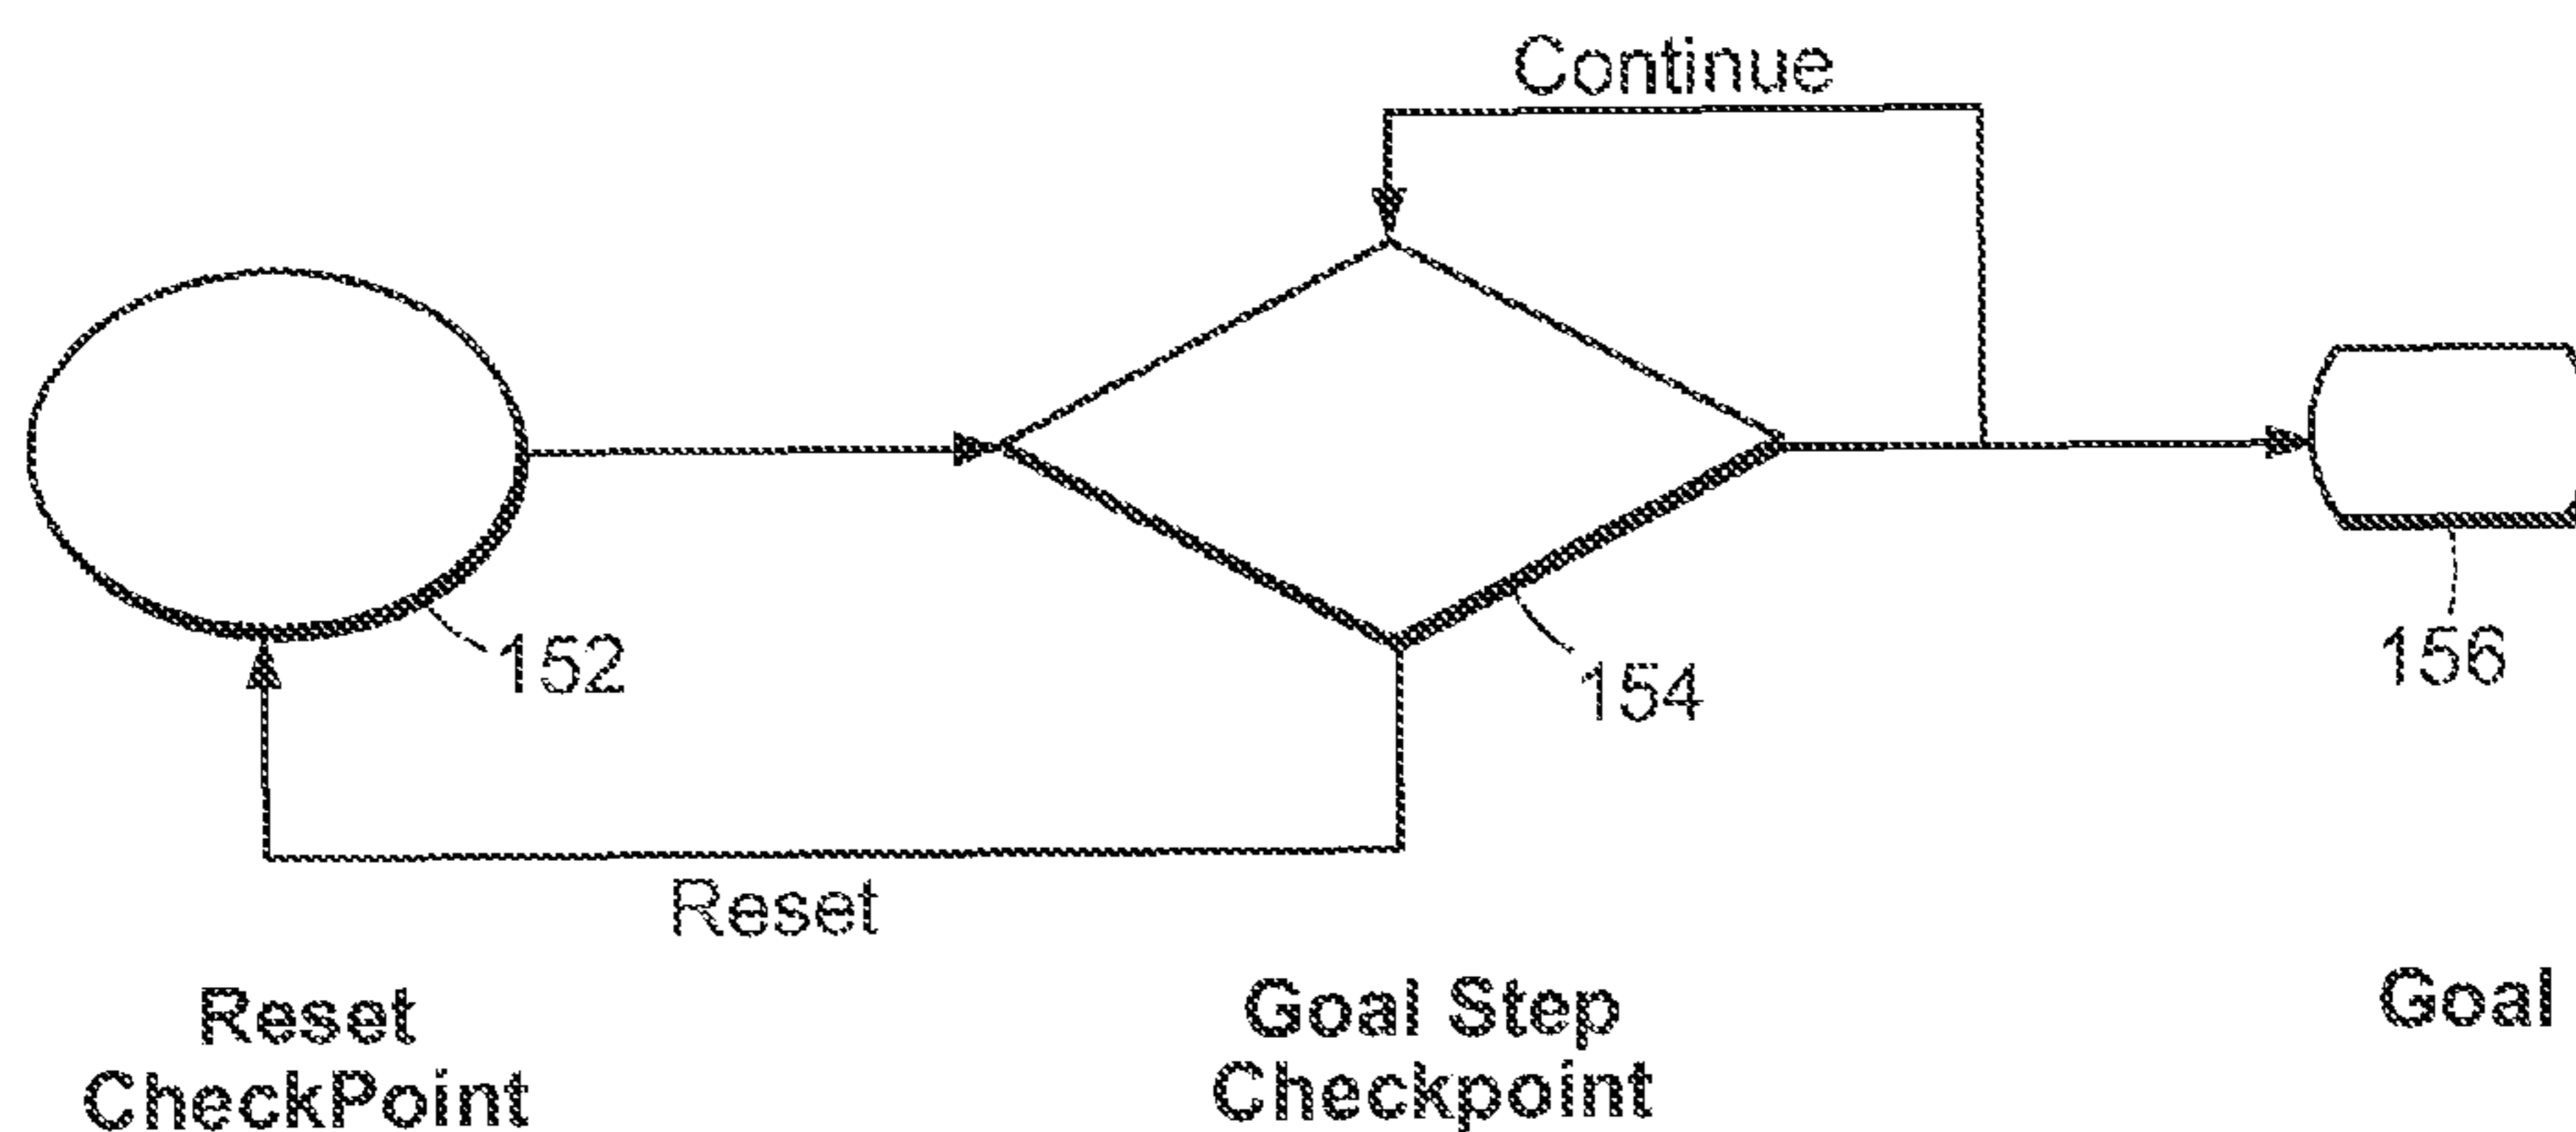 Continue
152
154
156
Reset
Reset
CheckPoint
Goal Step
Checkpoint
Goal